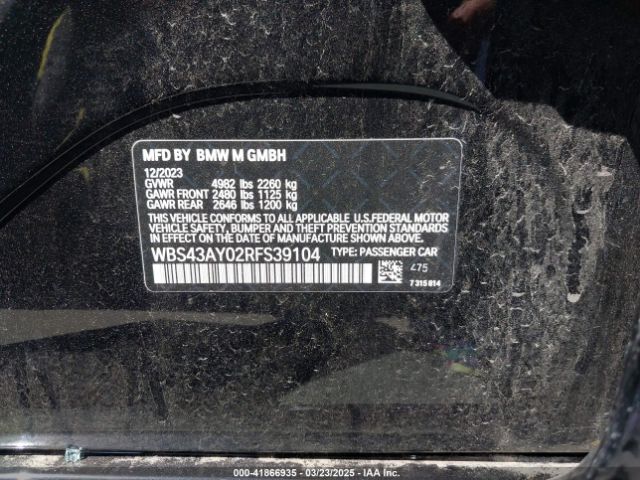 MFD BY BMW M GMBH
12/2023
GVWR 4982 lbs 2260 kg
GAWR FRONT 2480 lbs 1125 kg
GAWR REAR 2646 lbs 1200 kg
THIS VEHICLE CONFORMS TO ALL APPLICABLE U.S.FEDERAL MOTOR
VEHICLE SAFETY, BUMPER AND THEFT PREVENTION STANDARDS
IN EFFECT ON THE DATE OF MANUFACTURE SHOWN ABOVE.
WBS43AY02RFS39104 TYPE: PASSENGER CAR
475
7 315 814
000-41866935 - 03/23/2025 - IAA Inc.